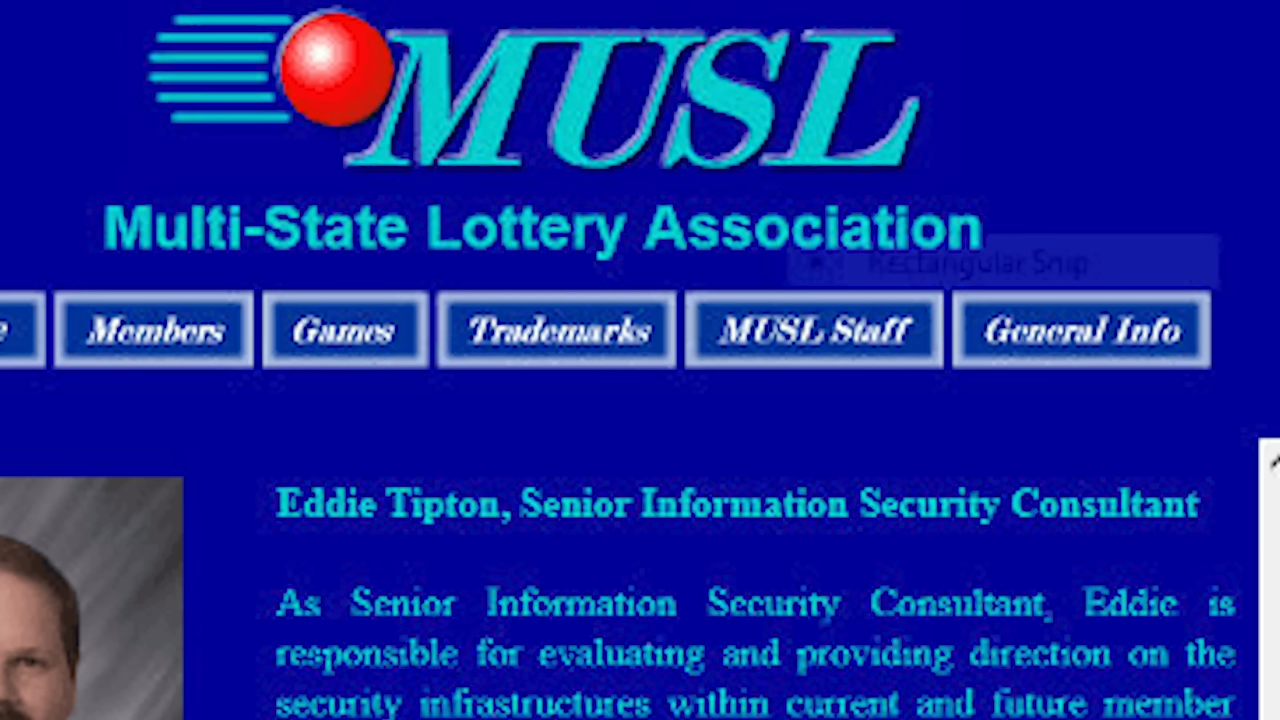 MUSL
Multi-State Lottery Association
Rectangular Snip
Members Games Trademarks MUSL Staff General Info
Eddie Tipton, Senior Information Security Consultant
As Senior Information Security Consultant, Eddie is
responsible for evaluating and providing direction on the
security infrastructures within current and future member